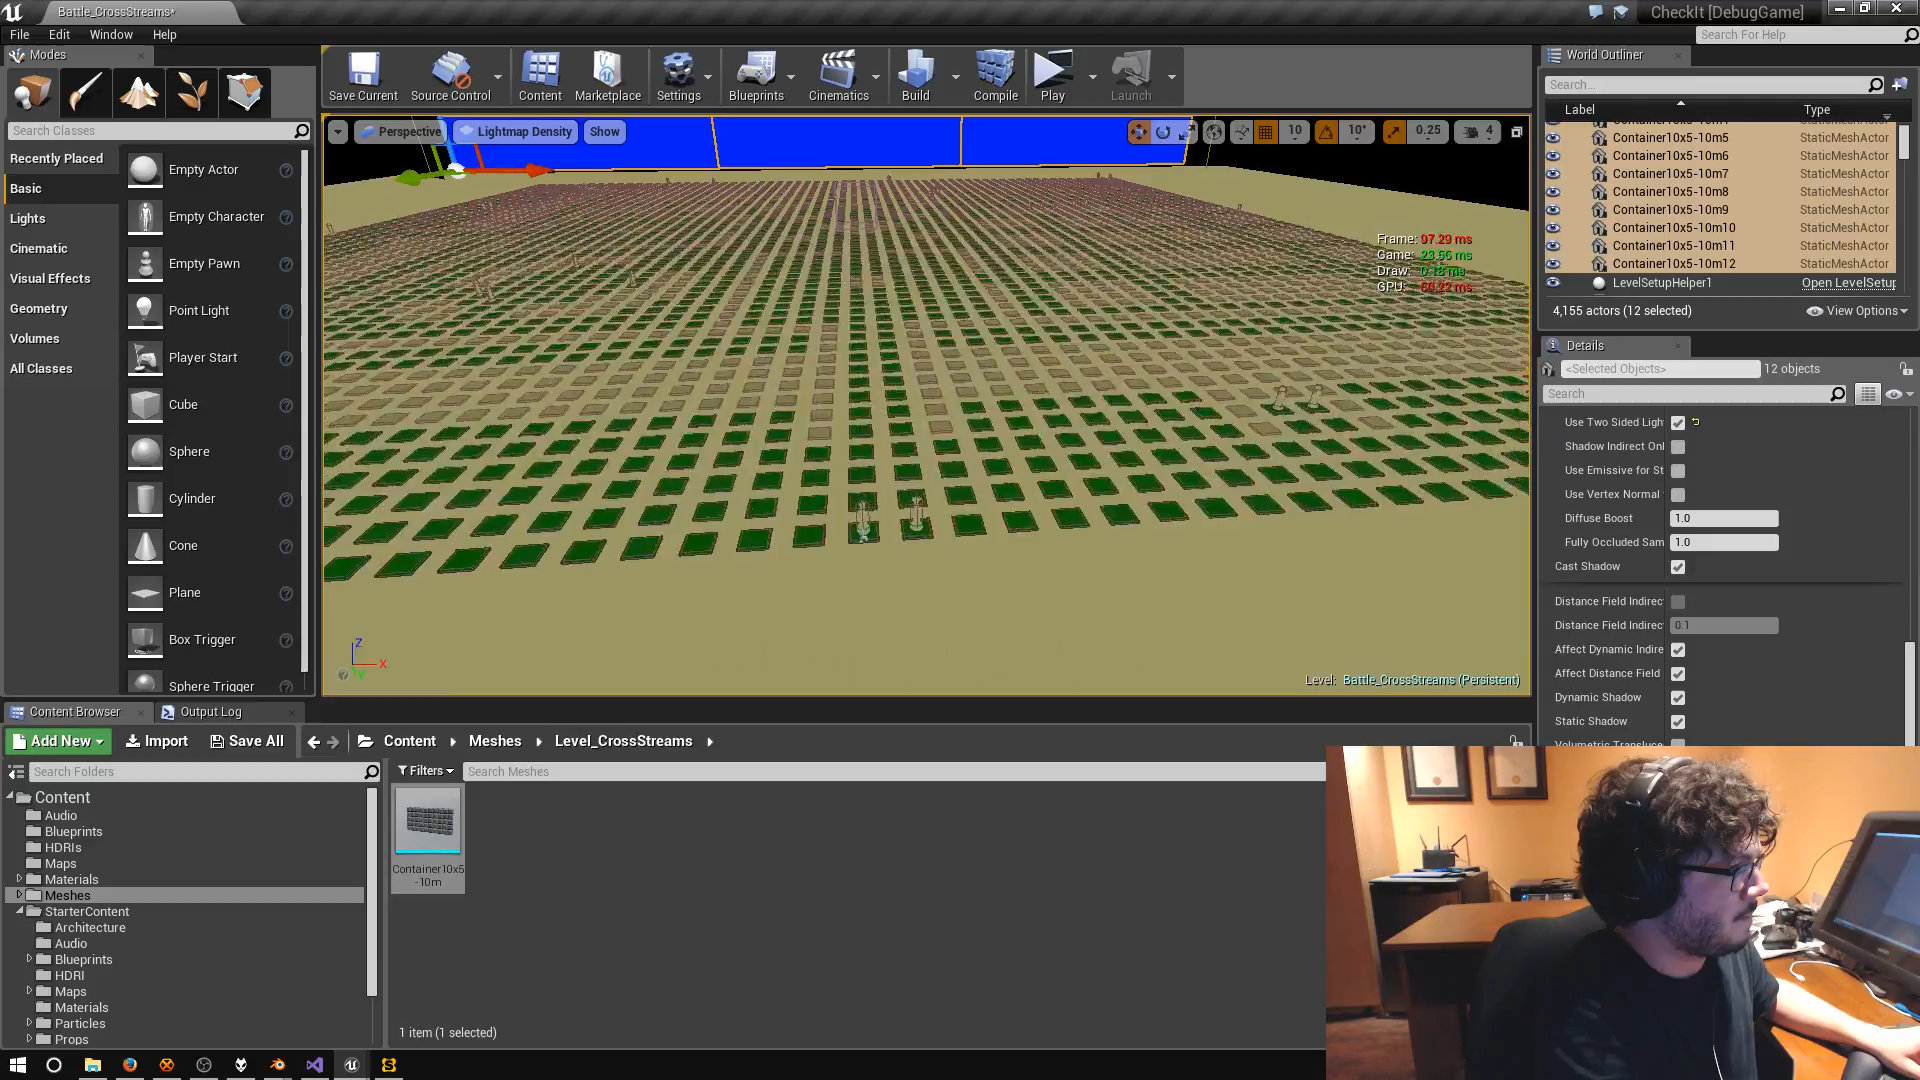 Battle_CrossStreams*
CheckIt [DebugGame]
File Edit Window Help
Search For Help
Modes
World Outliner
Save Current
Source Control
Content
Marketplace
Settings
Blueprints
Cinematics
Build
Compile
Play
Launch
Search...
Label Type
Search Classes
Perspective
Lightmap Density
Show
10
10°
0.25
4
Recently Placed
Basic
Lights
Cinematic
Visual Effects
Geometry
Volumes
All Classes
Empty Actor
Empty Character
Empty Pawn
Point Light
Player Start
Cube
Sphere
Cylinder
Cone
Plane
Box Trigger
Sphere Trigger
Frame: 97.29 ms
Game:
Draw:
GPU:
Z
X
Y
Level: Battle_CrossStreams (Persistent)
Container10x5-10m5 StaticMeshActor
Container10x5-10m6 StaticMeshActor
Container10x5-10m7 StaticMeshActor
Container10x5-10m8 StaticMeshActor
Container10x5-10m9 StaticMeshActor
Container10x5-10m10 StaticMeshActor
Container10x5-10m11 StaticMeshActor
Container10x5-10m12 StaticMeshActor
LevelSetupHelper1 Open LevelSetup
4,155 actors (12 selected)
View Options
Details
<Selected Objects>
12 objects
Search
Use Two Sided Ligh
Shadow Indirect Onl
Use Emissive for St
Use Vertex Normal
Diffuse Boost 1.0
Fully Occluded Sam 1.0
Cast Shadow
Distance Field Indirec
Distance Field Indirec 0.1
Affect Dynamic Indire
Affect Distance Field
Dynamic Shadow
Static Shadow
Content Browser
Output Log
Add New
Import
Save All
Content
Meshes
Level_CrossStreams
Search Folders
Filters
Search Meshes
Content
Audio
Blueprints
HDRIs
Maps
Materials
Meshes
StarterContent
Architecture
Audio
Blueprints
HDRI
Maps
Materials
Particles
Props
Container10x5
-10m
1 item (1 selected)